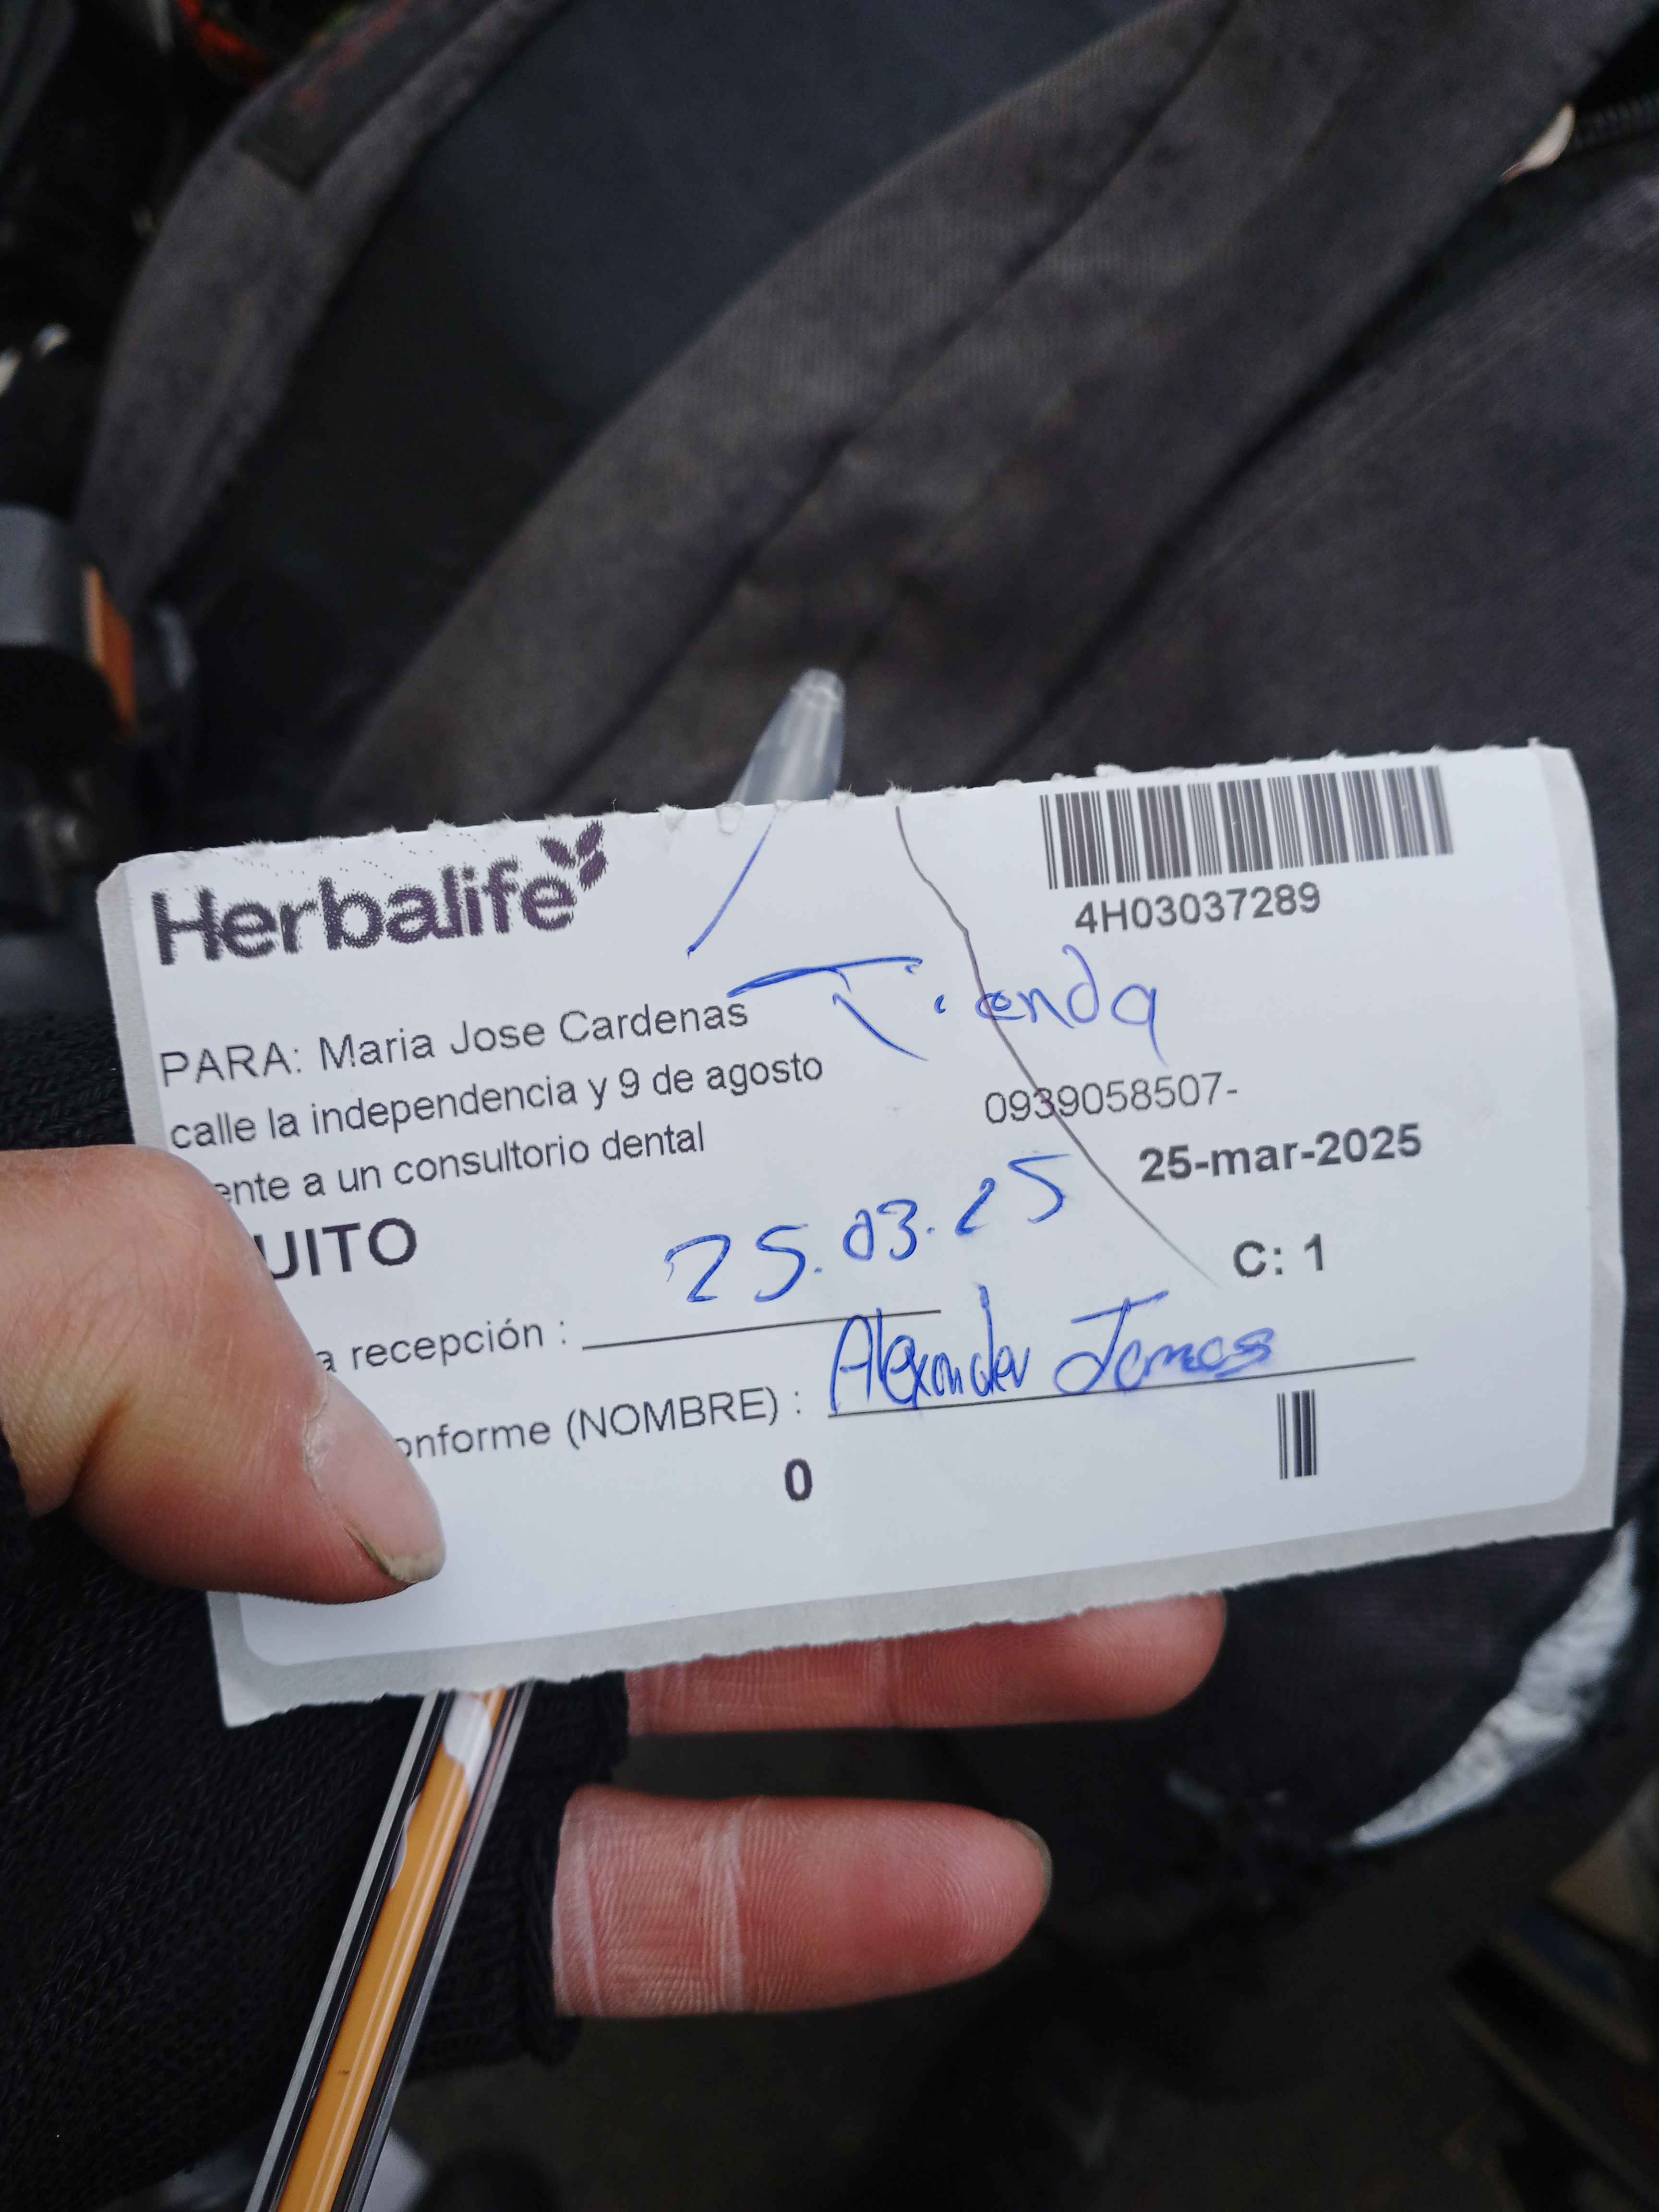 Herbalife
4H03037289
Tienda
PARA: Maria Jose Cardenas
calle la independencia y 9 de agosto
0939058507-
ente a un consultorio dental
25-mar-2025
UITO
25.03.25
C: 1
a recepción :
onforme (NOMBRE) : Alexander Jomas
0